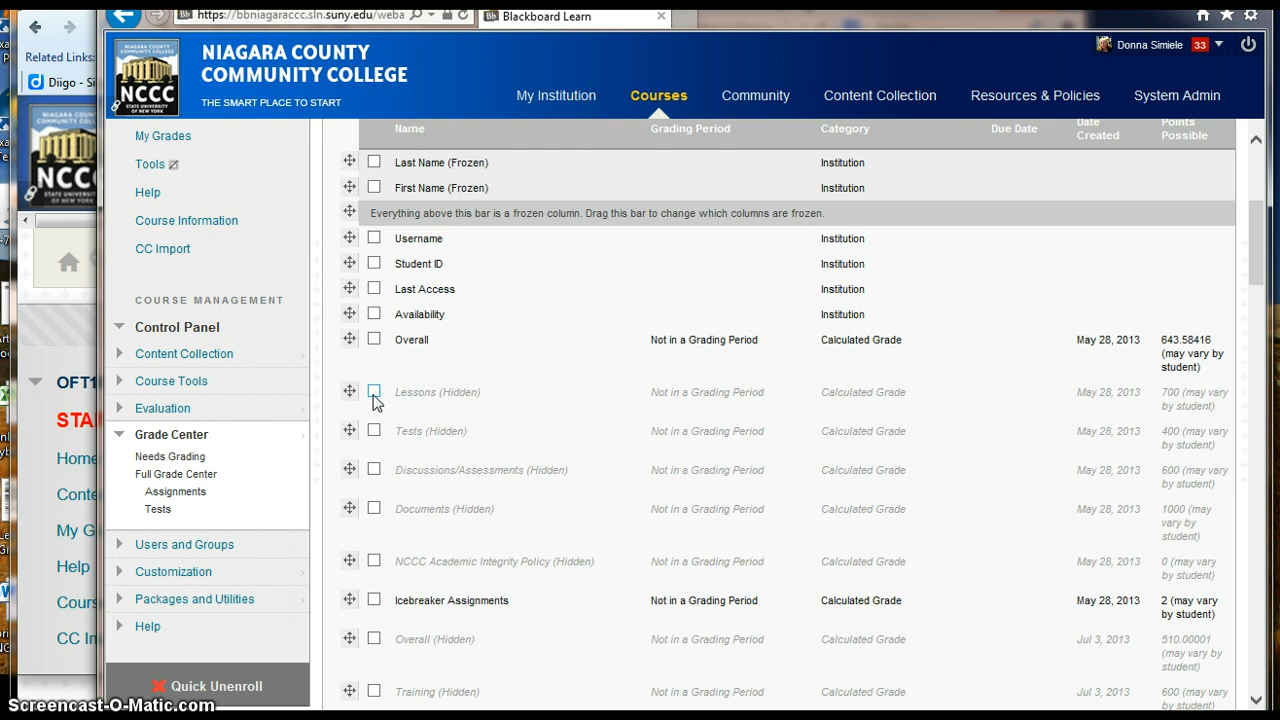 https://bbniagaraccc.sln.suny.edu/weba
Blackboard Learn
Related Links:
Diigo - Si
NCCC
STATE UNIVERSITY OF NEW YORK
NIAGARA COUNTY
COMMUNITY COLLEGE
THE SMART PLACE TO START
Donna Simiele 33
My Institution Courses Community Content Collection Resources & Policies System Admin
NCCC
OFT1
STA
Home
Conte
My G
Help
Cours
CC In
My Grades
Tools
Help
Course Information
CC Import
COURSE MANAGEMENT
Control Panel
Content Collection
Course Tools
Evaluation
Grade Center
Needs Grading
Full Grade Center
Assignments
Tests
Users and Groups
Customization
Packages and Utilities
Help
Quick Unenroll
Name Grading Period Category Due Date Date Created Points Possible
Last Name (Frozen) Institution
First Name (Frozen) Institution
Everything above this bar is a frozen column. Drag this bar to change which columns are frozen.
Username Institution
Student ID Institution
Last Access Institution
Availability Institution
Overall Not in a Grading Period Calculated Grade May 28, 2013 643.58416
(may vary by
student)
Lessons (Hidden) Not in a Grading Period Calculated Grade May 28, 2013 700 (may vary
by student)
Tests (Hidden) Not in a Grading Period Calculated Grade May 28, 2013 400 (may vary
by student)
Discussions/Assessments (Hidden) Not in a Grading Period Calculated Grade May 28, 2013 600 (may vary
by student)
Documents (Hidden) Not in a Grading Period Calculated Grade May 28, 2013 1000 (may
vary by
student)
NCCC Academic Integrity Policy (Hidden) Not in a Grading Period Calculated Grade May 28, 2013 0 (may vary
by student)
Icebreaker Assignments Not in a Grading Period Calculated Grade May 28, 2013 2 (may vary
by student)
Overall (Hidden) Not in a Grading Period Calculated Grade Jul 3, 2013 510.00001
(may vary by
student)
Training (Hidden) Not in a Grading Period Calculated Grade Jul 3, 2013 600 (may vary
by student)
Screencast-O-Matic.com